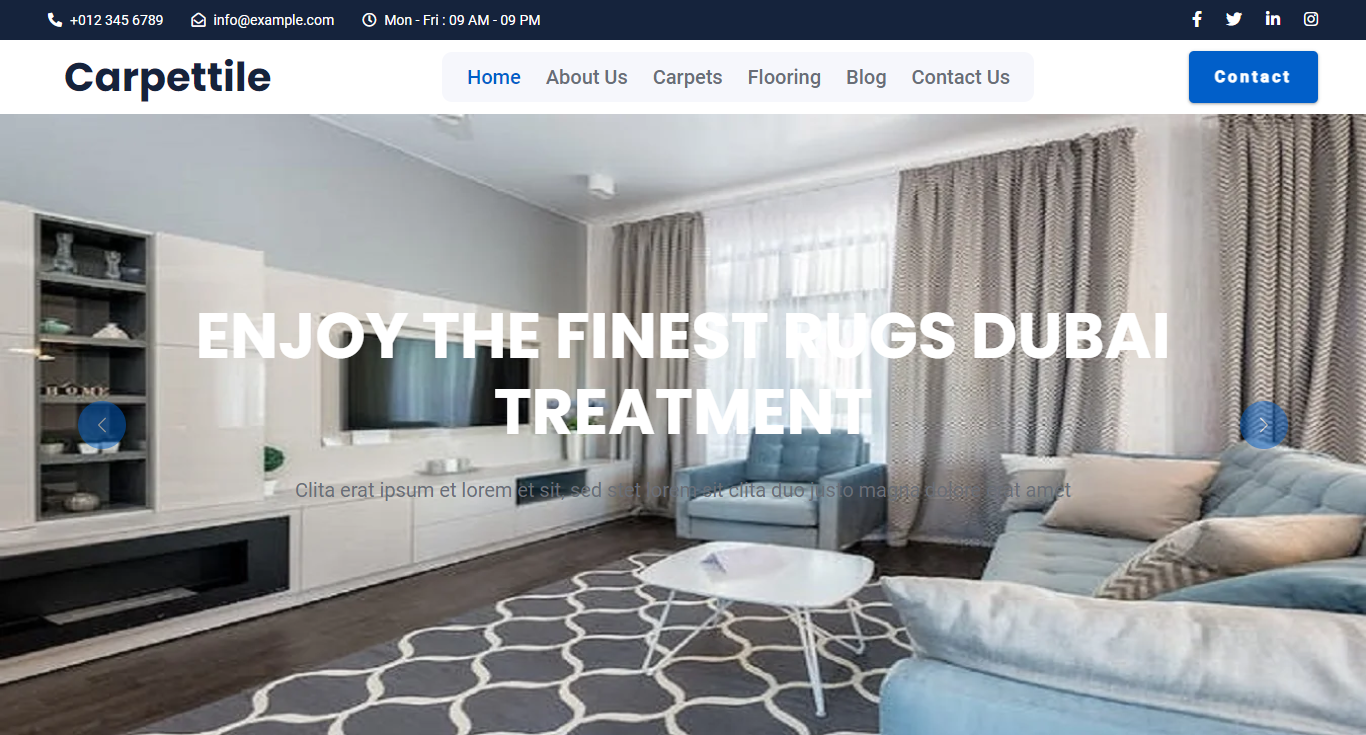 +012 345 6789 info@example.com Mon - Fri : 09 AM - 09 PM
Carpettile Home About Us Carpets Flooring Blog Contact Us Contact
ENJOY THE FINEST RUGS DUBAI
TREATMENT
HOME
Clita erat ipsum et lorem et sit, sed stet lorem sit clita duo justo magna dolore erat amet